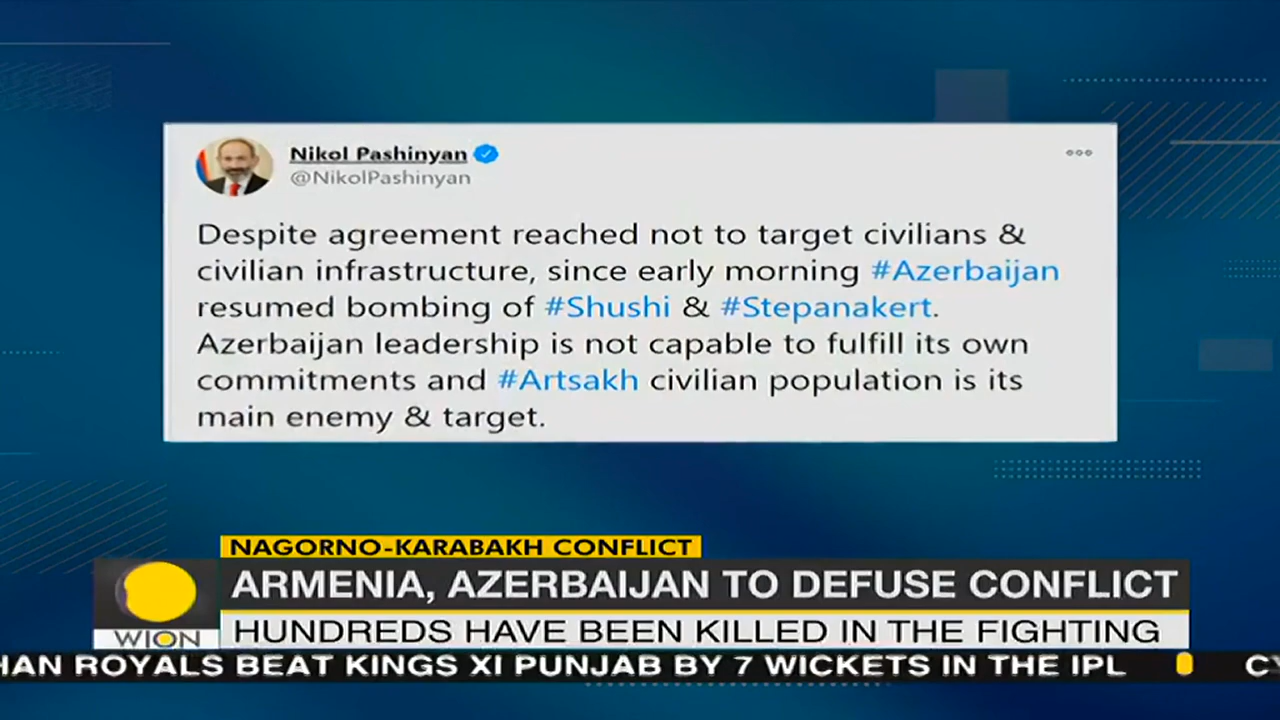 Nikol Pashinyan
@NikolPashinyan
Despite agreement reached not to target civilians &
civilian infrastructure, since early morning #Azerbaijan
resumed bombing of #Shushi & #Stepanakert.
Azerbaijan leadership is not capable to fulfill its own
commitments and #Artsakh civilian population is its
main enemy & target.
NAGORNO-KARABAKH CONFLICT
ARMENIA, AZERBAIJAN TO DEFUSE CONFLICT
WION
HUNDREDS HAVE BEEN KILLED IN THE FIGHTING
HAN ROYALS BEAT KINGS XI PUNJAB BY 7 WICKETS IN THE IPL